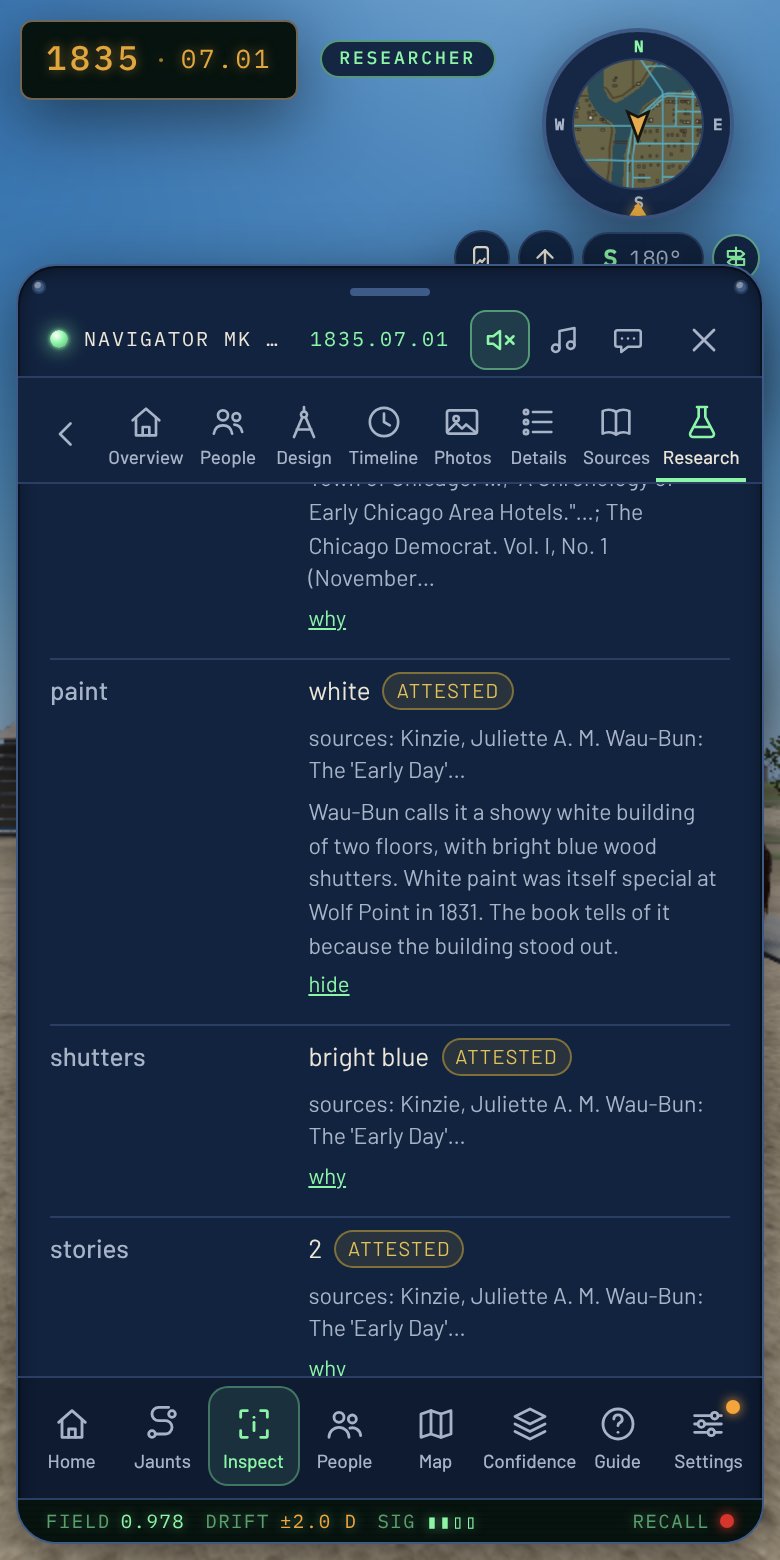 1835 · 07.01
RESEARCHER
N
W
E
S
S 180°
NAVIGATOR MK …
1835.07.01
Overview
People
Design
Timeline
Photos
Details
Sources
Research
Town of Chicago. ..., "A Chronology of
Early Chicago Area Hotels."...; The
Chicago Democrat. Vol. I, No. 1
(November...
why
paint
white ATTESTED
sources: Kinzie, Juliette A. M. Wau-Bun:
The 'Early Day'...
Wau-Bun calls it a showy white building
of two floors, with bright blue wood
shutters. White paint was itself special at
Wolf Point in 1831. The book tells of it
because the building stood out.
hide
shutters
bright blue ATTESTED
sources: Kinzie, Juliette A. M. Wau-Bun:
The 'Early Day'...
why
stories
2 ATTESTED
sources: Kinzie, Juliette A. M. Wau-Bun:
The 'Early Day'...
why
Home
Jaunts
Inspect
People
Map
Confidence
Guide
Settings
FIELD 0.978 DRIFT ±2.0 D SIG
RECALL